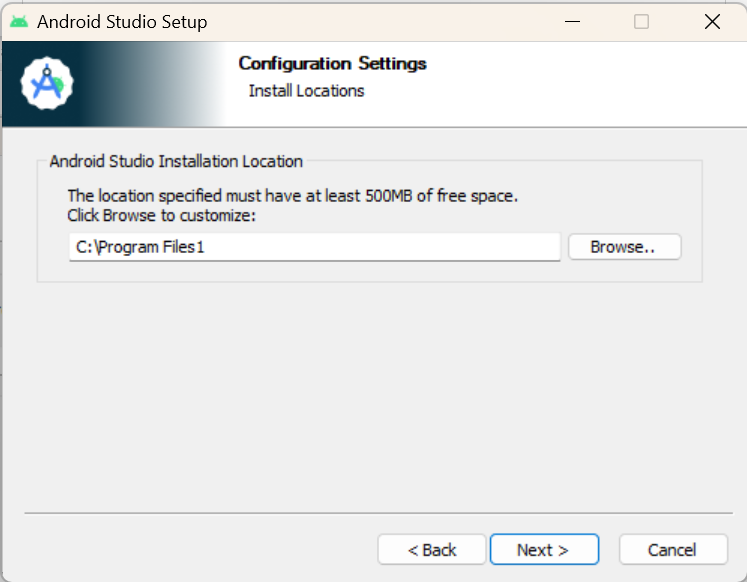 Android Studio Setup
Configuration Settings
Install Locations
Android Studio Installation Location
The location specified must have at least 500MB of free space.
Click Browse to customize:
C:\Program Files1
Browse..
< Back
Next >
Cancel